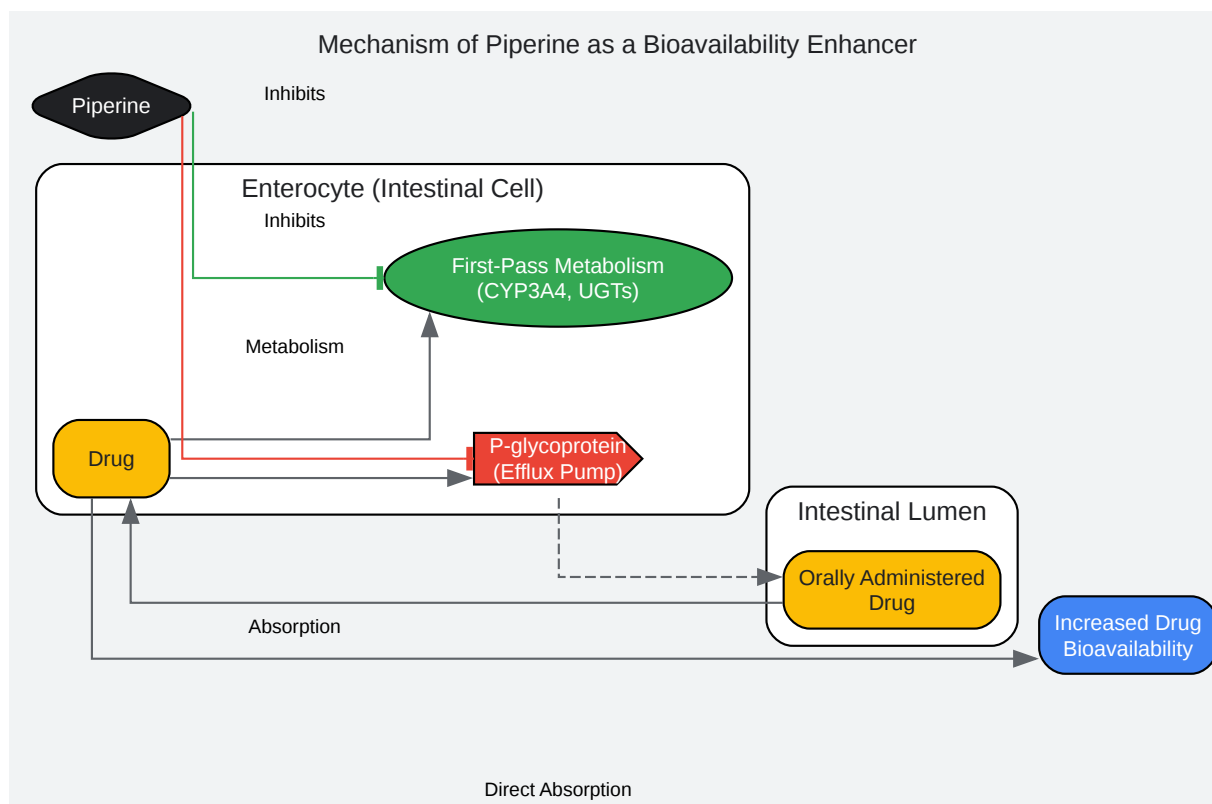 Mechanism of Piperine as a Bioavailability Enhancer
Piperine
Inhibits
Enterocyte (Intestinal Cell)
Inhibits
First-Pass Metabolism
(CYP3A4, UGTs)
Metabolism
Drug
P-glycoprotein
(Efflux Pump)
Intestinal Lumen
Orally Administered
Drug
Absorption
Increased Drug
Bioavailability
Direct Absorption